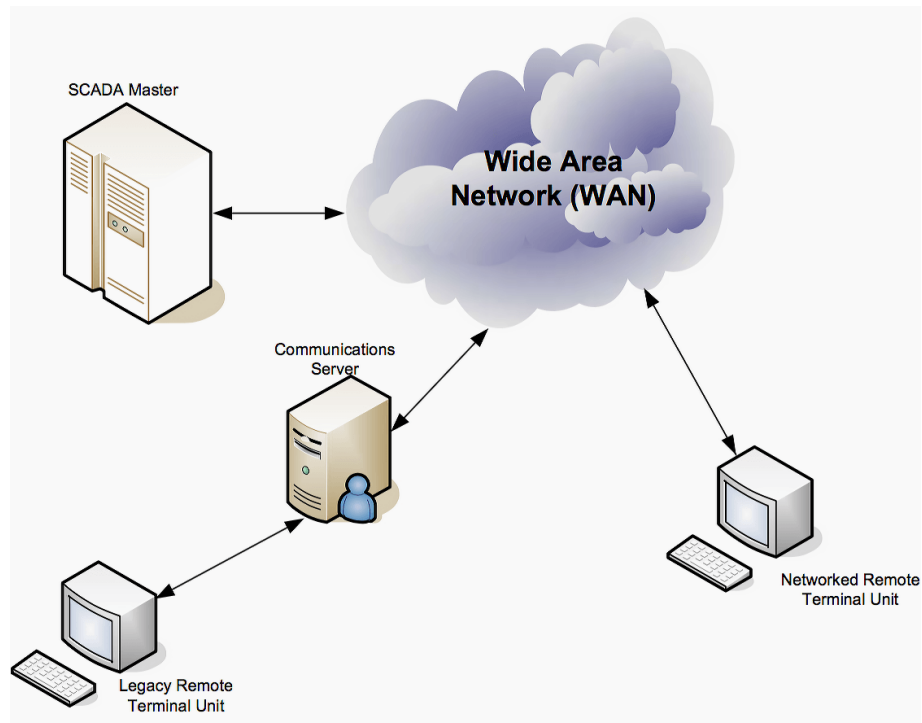 SCADA Master
Wide Area
Network (WAN)
Communications
Server
Networked Remote
Terminal Unit
Legacy Remote
Terminal Unit